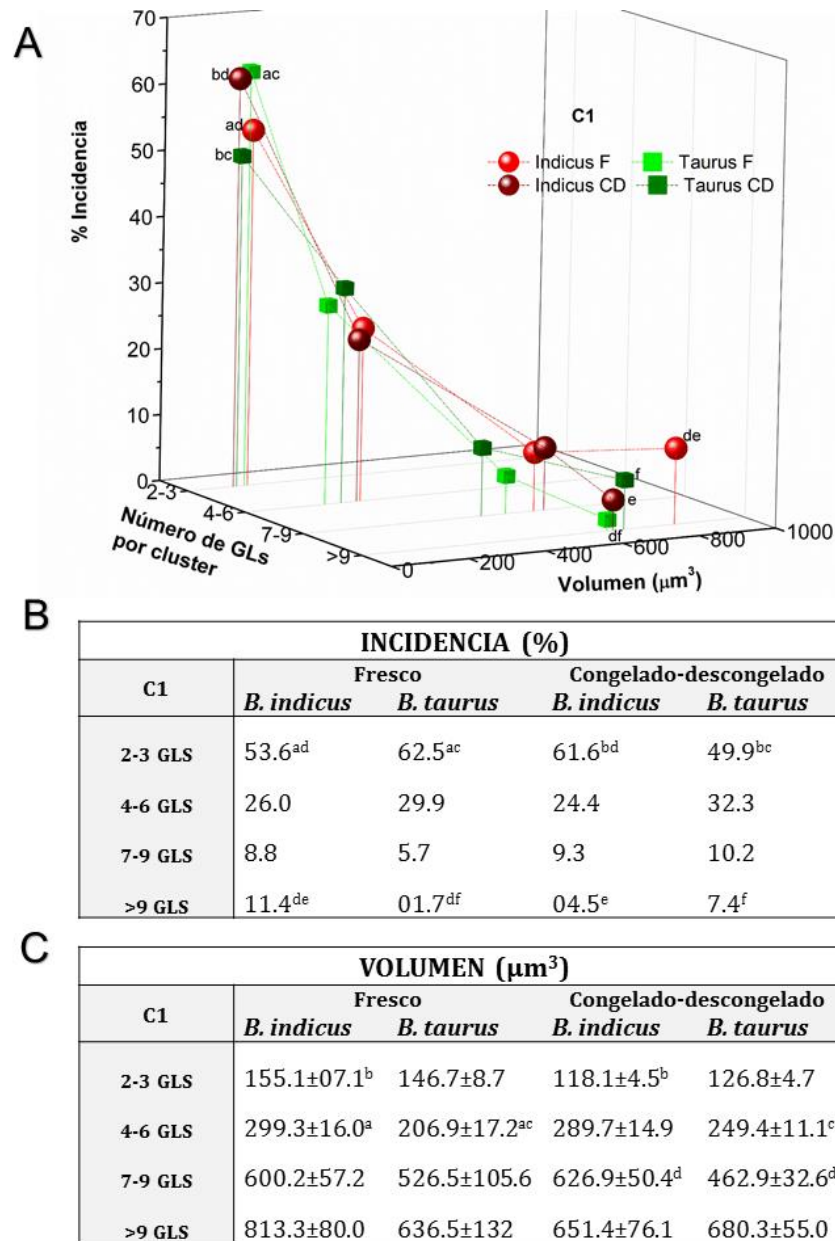 A
70
60
50
40
30
20
10
0
% Incidencia
bd
ac
ad
bc
C1
Indicus F
Taurus F
Indicus CD
Taurus CD
de
f
e
df
2-3
4-6
7-9
>9
Número de GLs
por cluster
0
200
400
600
800
1000
Volumen (μm³)
B
INCIDENCIA (%)
C1 Fresco Congelado-descongelado
B. indicus B. taurus B. indicus B. taurus
2-3 GLS 53.6ᵃᵈ 62.5ᵃᶜ 61.6ᵇᵈ 49.9ᵇᶜ
4-6 GLS 26.0 29.9 24.4 32.3
7-9 GLS 8.8 5.7 9.3 10.2
>9 GLS 11.4ᵈᵉ 01.7ᵈᶠ 04.5ᵉ 7.4ᶠ
C
VOLUMEN (μm³)
C1 Fresco Congelado-descongelado
B. indicus B. taurus B. indicus B. taurus
2-3 GLS 155.1±07.1ᵇ 146.7±8.7 118.1±4.5ᵇ 126.8±4.7
4-6 GLS 299.3±16.0ᵃ 206.9±17.2ᵃᶜ 289.7±14.9 249.4±11.1ᶜ
7-9 GLS 600.2±57.2 526.5±105.6 626.9±50.4ᵈ 462.9±32.6ᵈ
>9 GLS 813.3±80.0 636.5±132 651.4±76.1 680.3±55.0